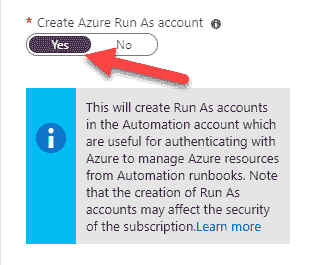 * Create Azure Run As account
Yes No
This will create Run As accounts
in the Automation account which
are useful for authenticating with
Azure to manage Azure resources
from Automation runbooks. Note
that the creation of Run As
accounts may affect the security
of the subscription.Learn more